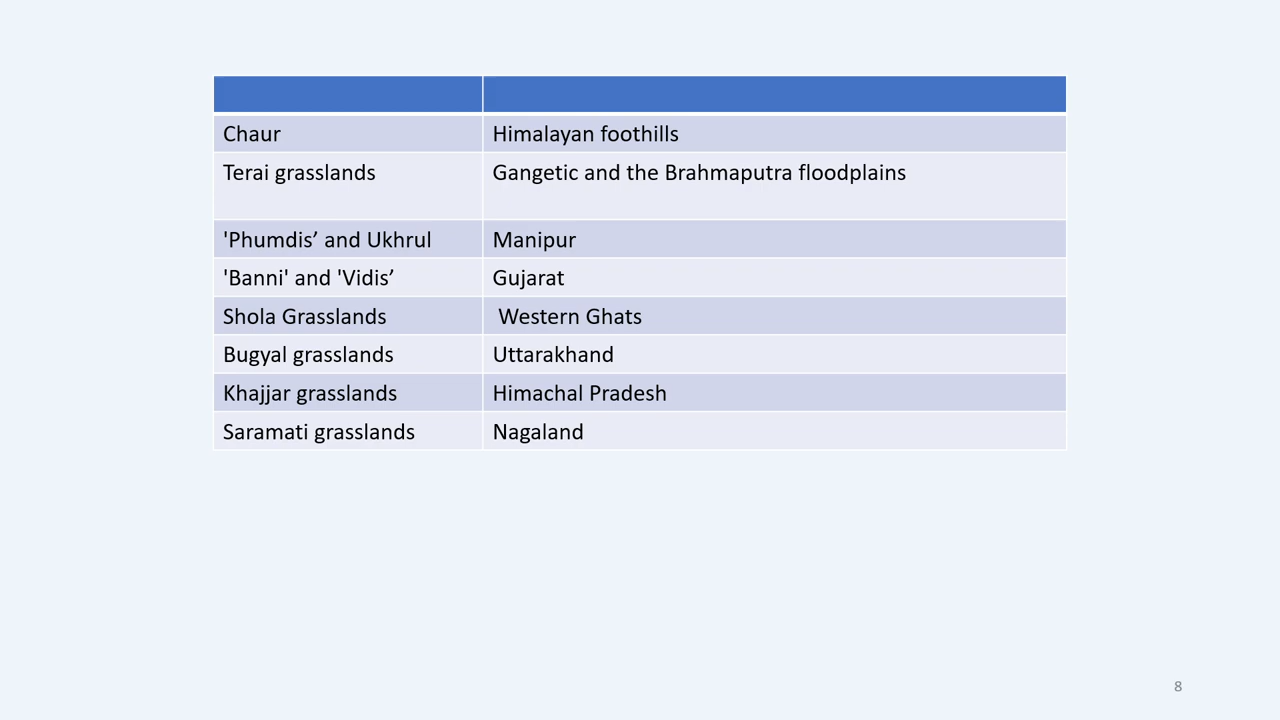 Chaur Himalayan foothills
Terai grasslands Gangetic and the Brahmaputra floodplains
'Phumdis’ and Ukhrul Manipur
'Banni' and 'Vidis’ Gujarat
Shola Grasslands Western Ghats
Bugyal grasslands Uttarakhand
Khajjar grasslands Himachal Pradesh
Saramati grasslands Nagaland
8